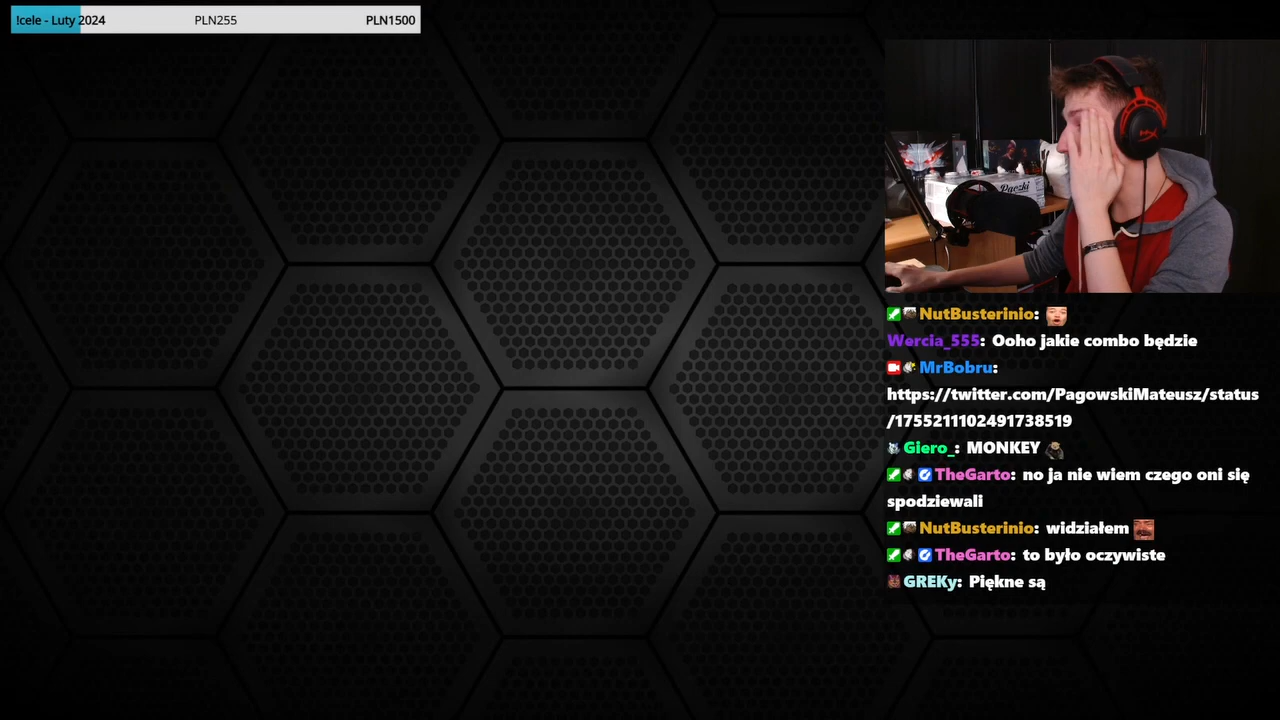 !cele - Luty 2024 PLN255 PLN1500
Pączki
NutBusterinio:
Wercia_555: Ooho jakie combo będzie
MrBobru:
https://twitter.com/PagowskiMateusz/status
/1755211102491738519
Giero_: MONKEY
TheGarto: no ja nie wiem czego oni się
spodziewali
NutBusterinio: widziałem
TheGarto: to było oczywiste
GREKy: Piękne są